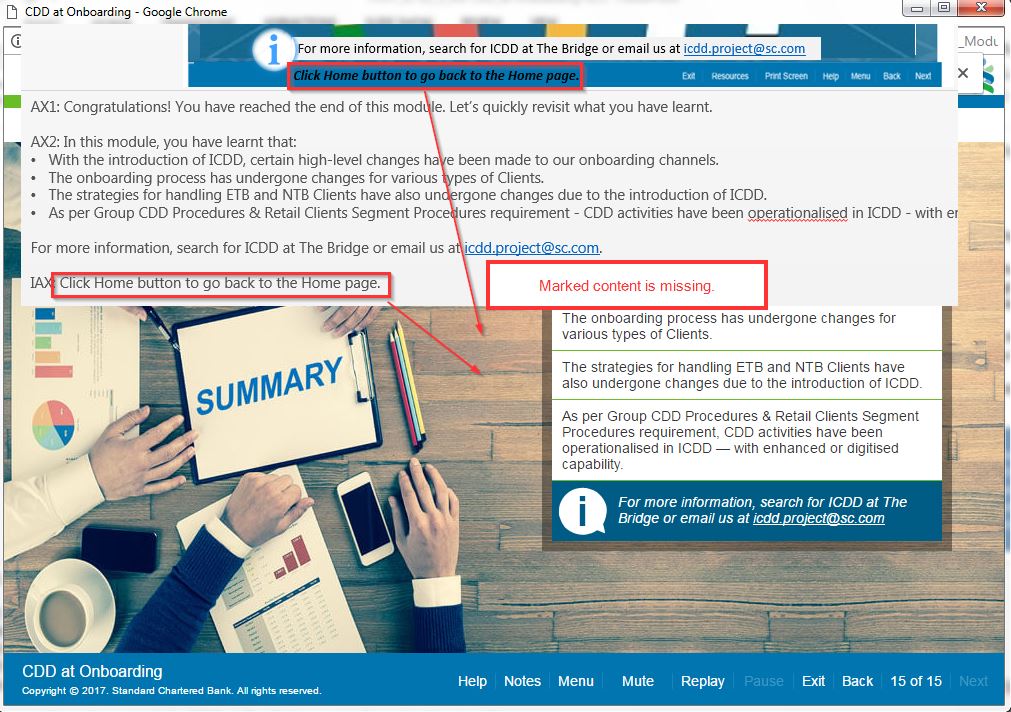 CDD at Onboarding - Google Chrome
_Modu
For more information, search for ICDD at The Bridge or email us at icdd.project@sc.com
Click Home button to go back to the Home page.
Exit Resources Print Screen Help Menu Back Next
AX1: Congratulations! You have reached the end of this module. Let's quickly revisit what you have learnt.
AX2: In this module, you have learnt that:
• With the introduction of ICDD, certain high-level changes have been made to our onboarding channels.
• The onboarding process has undergone changes for various types of Clients.
• The strategies for handling ETB and NTB Clients have also undergone changes due to the introduction of ICDD.
• As per Group CDD Procedures & Retail Clients Segment Procedures requirement - CDD activities have been operationalised in ICDD - with en
For more information, search for ICDD at The Bridge or email us at icdd.project@sc.com.
IAX: Click Home button to go back to the Home page.
Marked content is missing.
The onboarding process has undergone changes for
various types of Clients.
The strategies for handling ETB and NTB Clients have
also undergone changes due to the introduction of ICDD.
As per Group CDD Procedures & Retail Clients Segment
Procedures requirement, CDD activities have been
operationalised in ICDD — with enhanced or digitised
capability.
For more information, search for ICDD at The
Bridge or email us at icdd.project@sc.com
SUMMARY
CDD at Onboarding
Copyright © 2017. Standard Chartered Bank. All rights reserved.
Help Notes Menu Mute Replay Pause Exit Back 15 of 15 Next